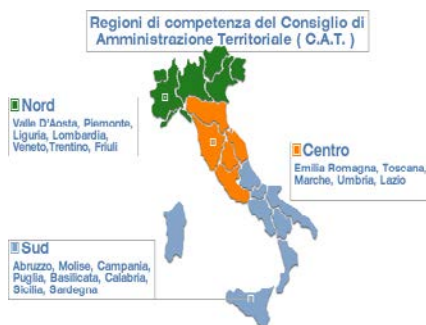 Regioni di competenza del Consiglio di
Amministrazione Territoriale ( C.A.T. )
Nord
Valle D'Aosta, Piemonte,
Liguria, Lombardia,
Veneto,Trentino, Friuli
Centro
Emilia Romagna, Toscana,
Marche, Umbria, Lazio
Sud
Abruzzo, Molise, Campania,
Puglia, Basilicata, Calabria,
Sicilia, Sardegna